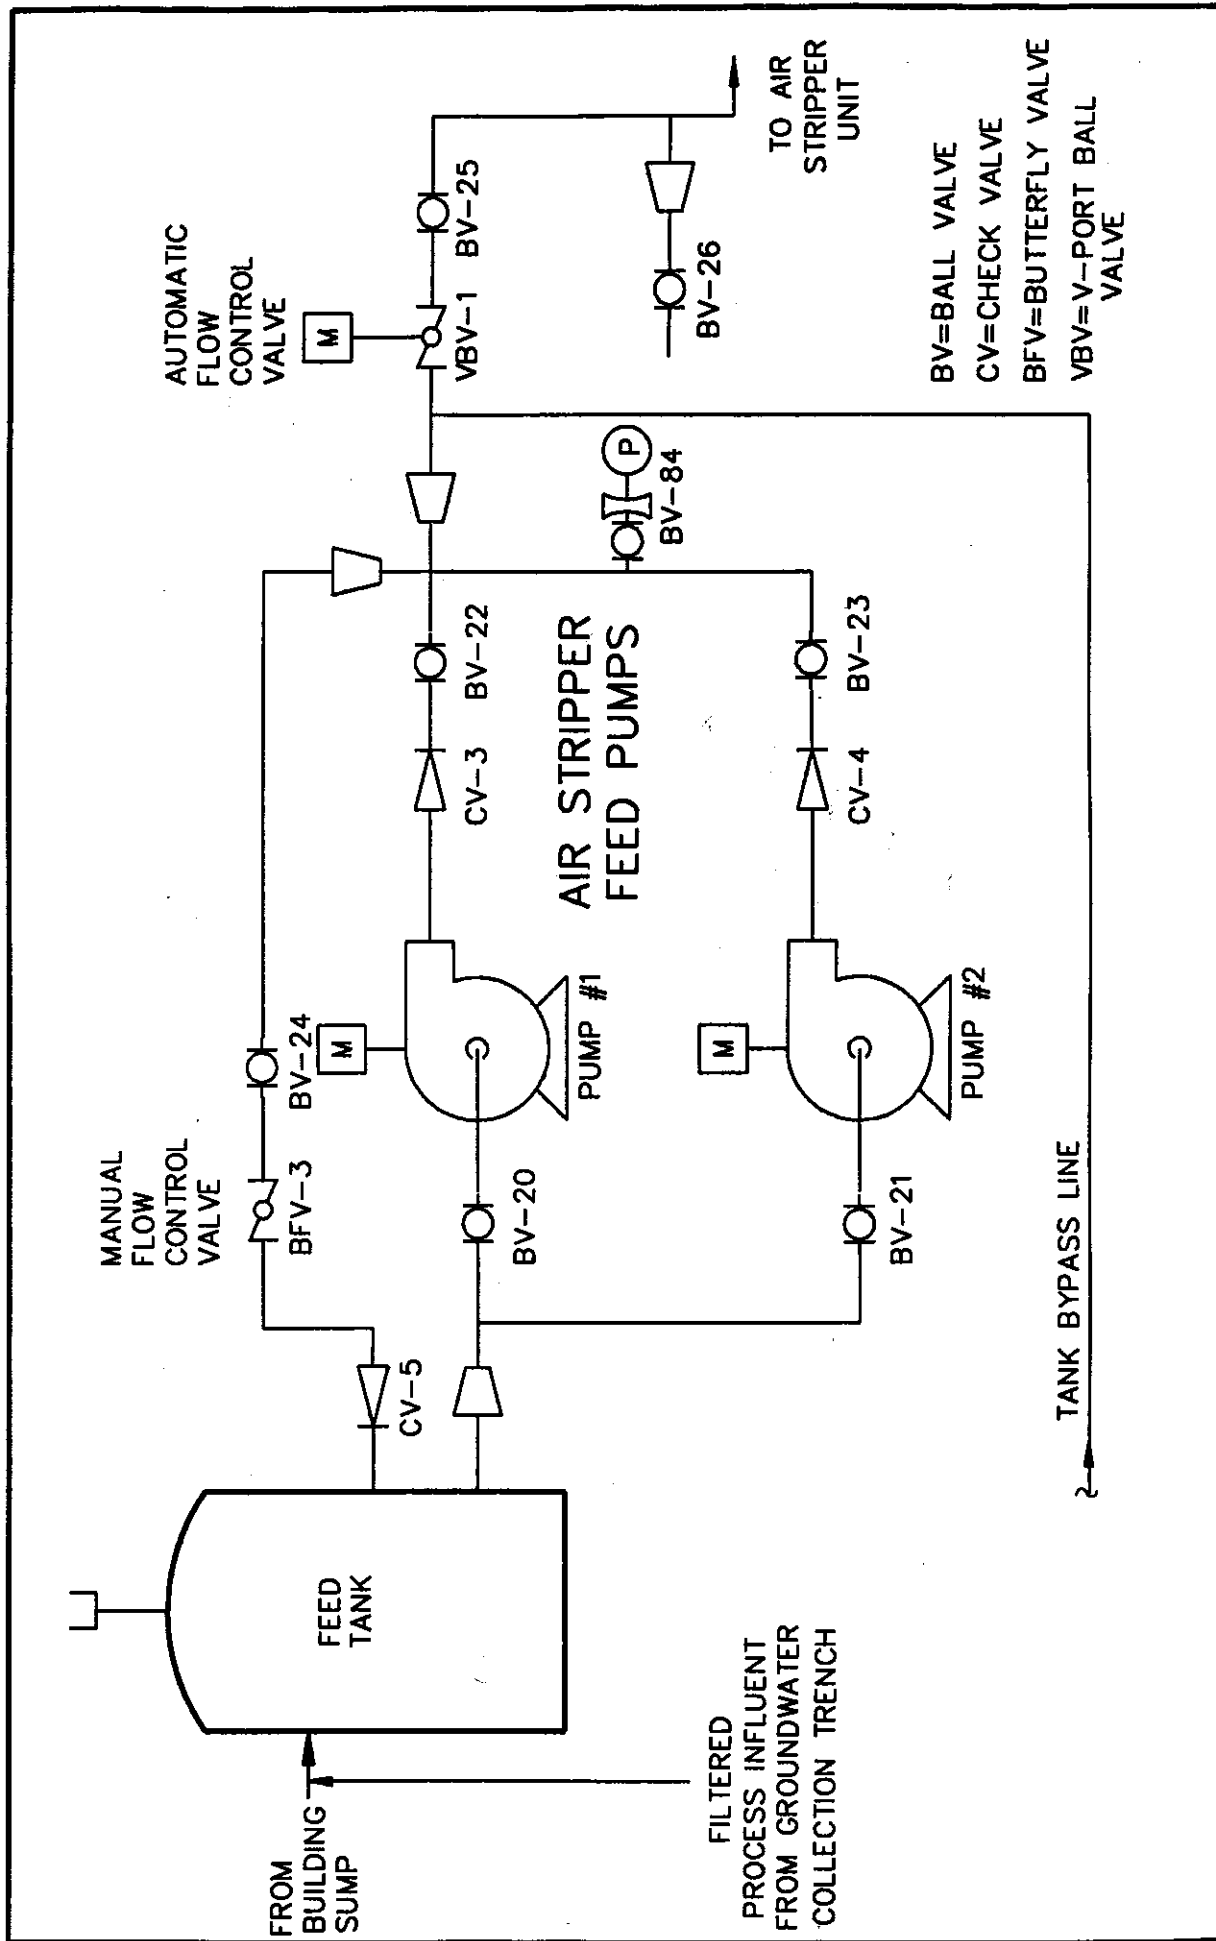 FROM
BUILDING
SUMP
FILTERED
PROCESS INFLUENT
FROM GROUNDWATER
COLLECTION TRENCH
FEED
TANK
MANUAL
FLOW
CONTROL
VALVE
BFV-3
BV-24
CV-5
BV-20
BV-21
M
PUMP #1
M
PUMP #2
AIR STRIPPER
FEED PUMPS
CV-3
BV-22
CV-4
BV-23
P
BV-84
AUTOMATIC
FLOW
CONTROL
VALVE
M
VBV-1
BV-25
BV-26
TO AIR
STRIPPER
UNIT
TANK BYPASS LINE
BV=BALL VALVE
CV=CHECK VALVE
BFV=BUTTERFLY VALVE
VBV=V-PORT BALL
VALVE